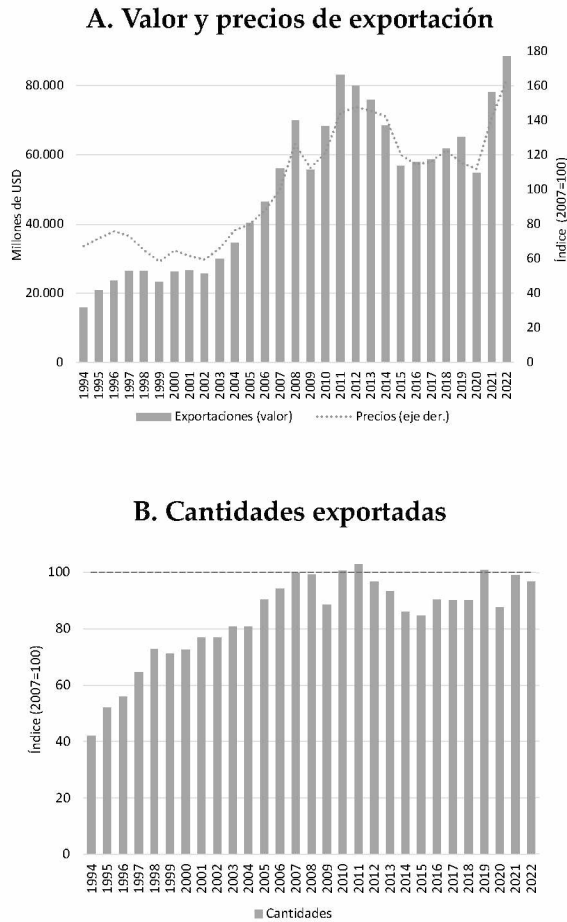 A. Valor y precios de exportación
180
80.000
160
140
60.000
120
100
40.000
80
60
20.000
40
20
0
0
Millones de USD
Índice (2007=100)
1994 1995 1996 1997 1998 1999 2000 2001 2002 2003 2004 2005 2006 2007 2008 2009 2010 2011 2012 2013 2014 2015 2016 2017 2018 2019 2020 2021 2022
Exportaciones (valor) Precios (eje der.)
B. Cantidades exportadas
100
80
60
40
20
0
Índice (2007=100)
1994 1995 1996 1997 1998 1999 2000 2001 2002 2003 2004 2005 2006 2007 2008 2009 2010 2011 2012 2013 2014 2015 2016 2017 2018 2019 2020 2021 2022
Cantidades